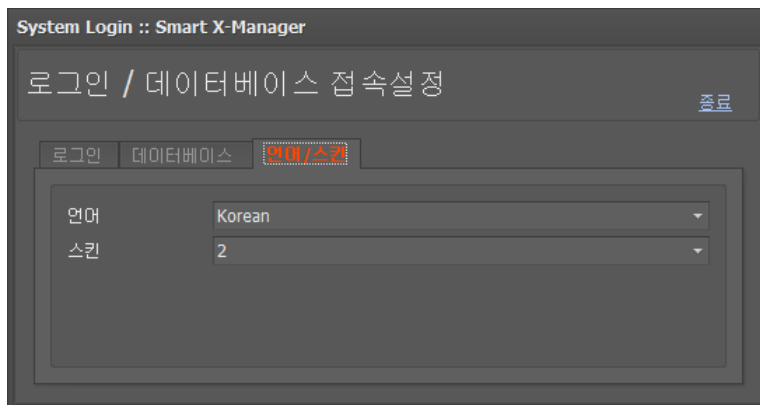 System Login :: Smart X-Manager
로그인 / 데이터베이스 접속설정
종료
로그인 데이터베이스 언어/스킨
언어 Korean
스킨 2